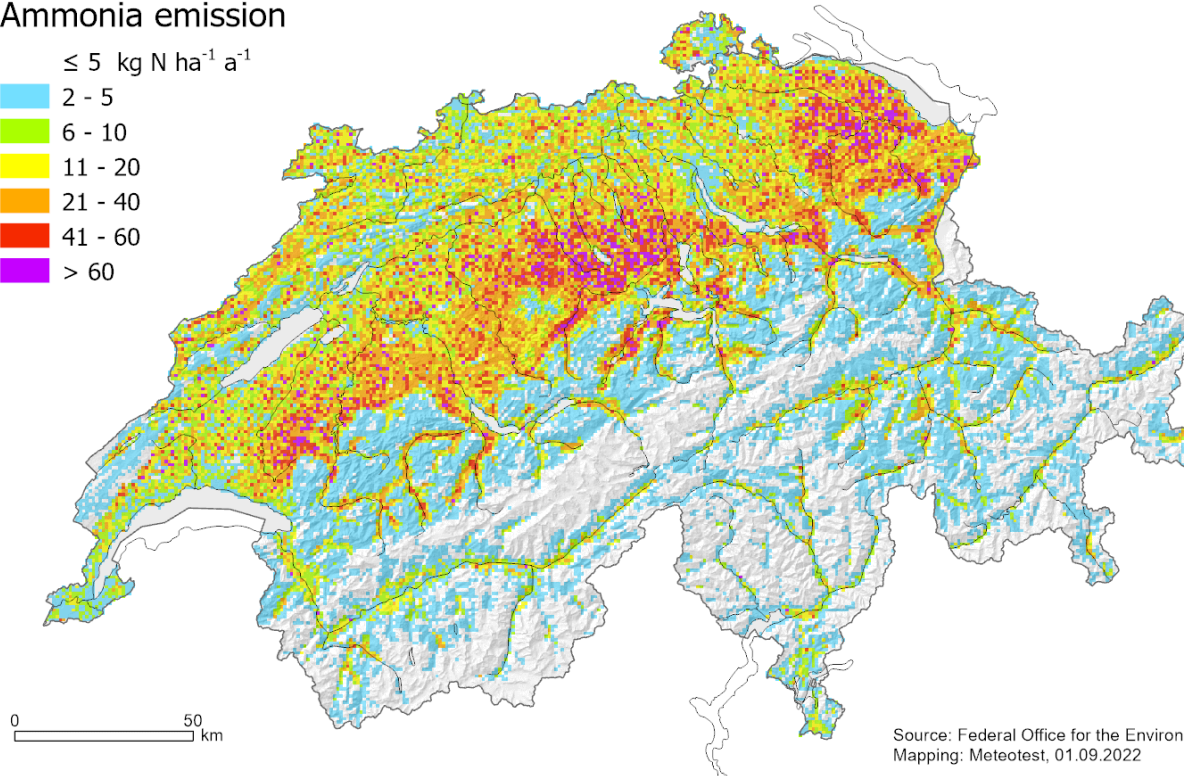 Ammonia emission
≤ 5 kg N ha⁻¹ a⁻¹
2 - 5
6 - 10
11 - 20
21 - 40
41 - 60
> 60
0 50
km
Source: Federal Office for the Environ
Mapping: Meteotest, 01.09.2022